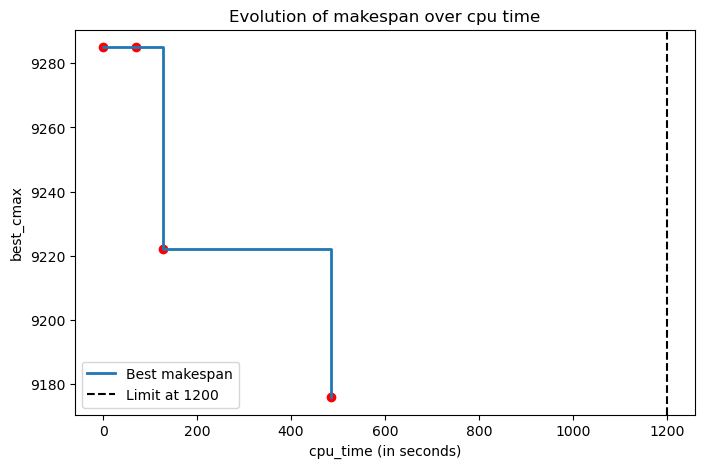 Evolution of makespan over cpu time
best_cmax
9280
9260
9240
9220
9200
9180
Best makespan
Limit at 1200
0
200
400
600
800
1000
1200
cpu_time (in seconds)